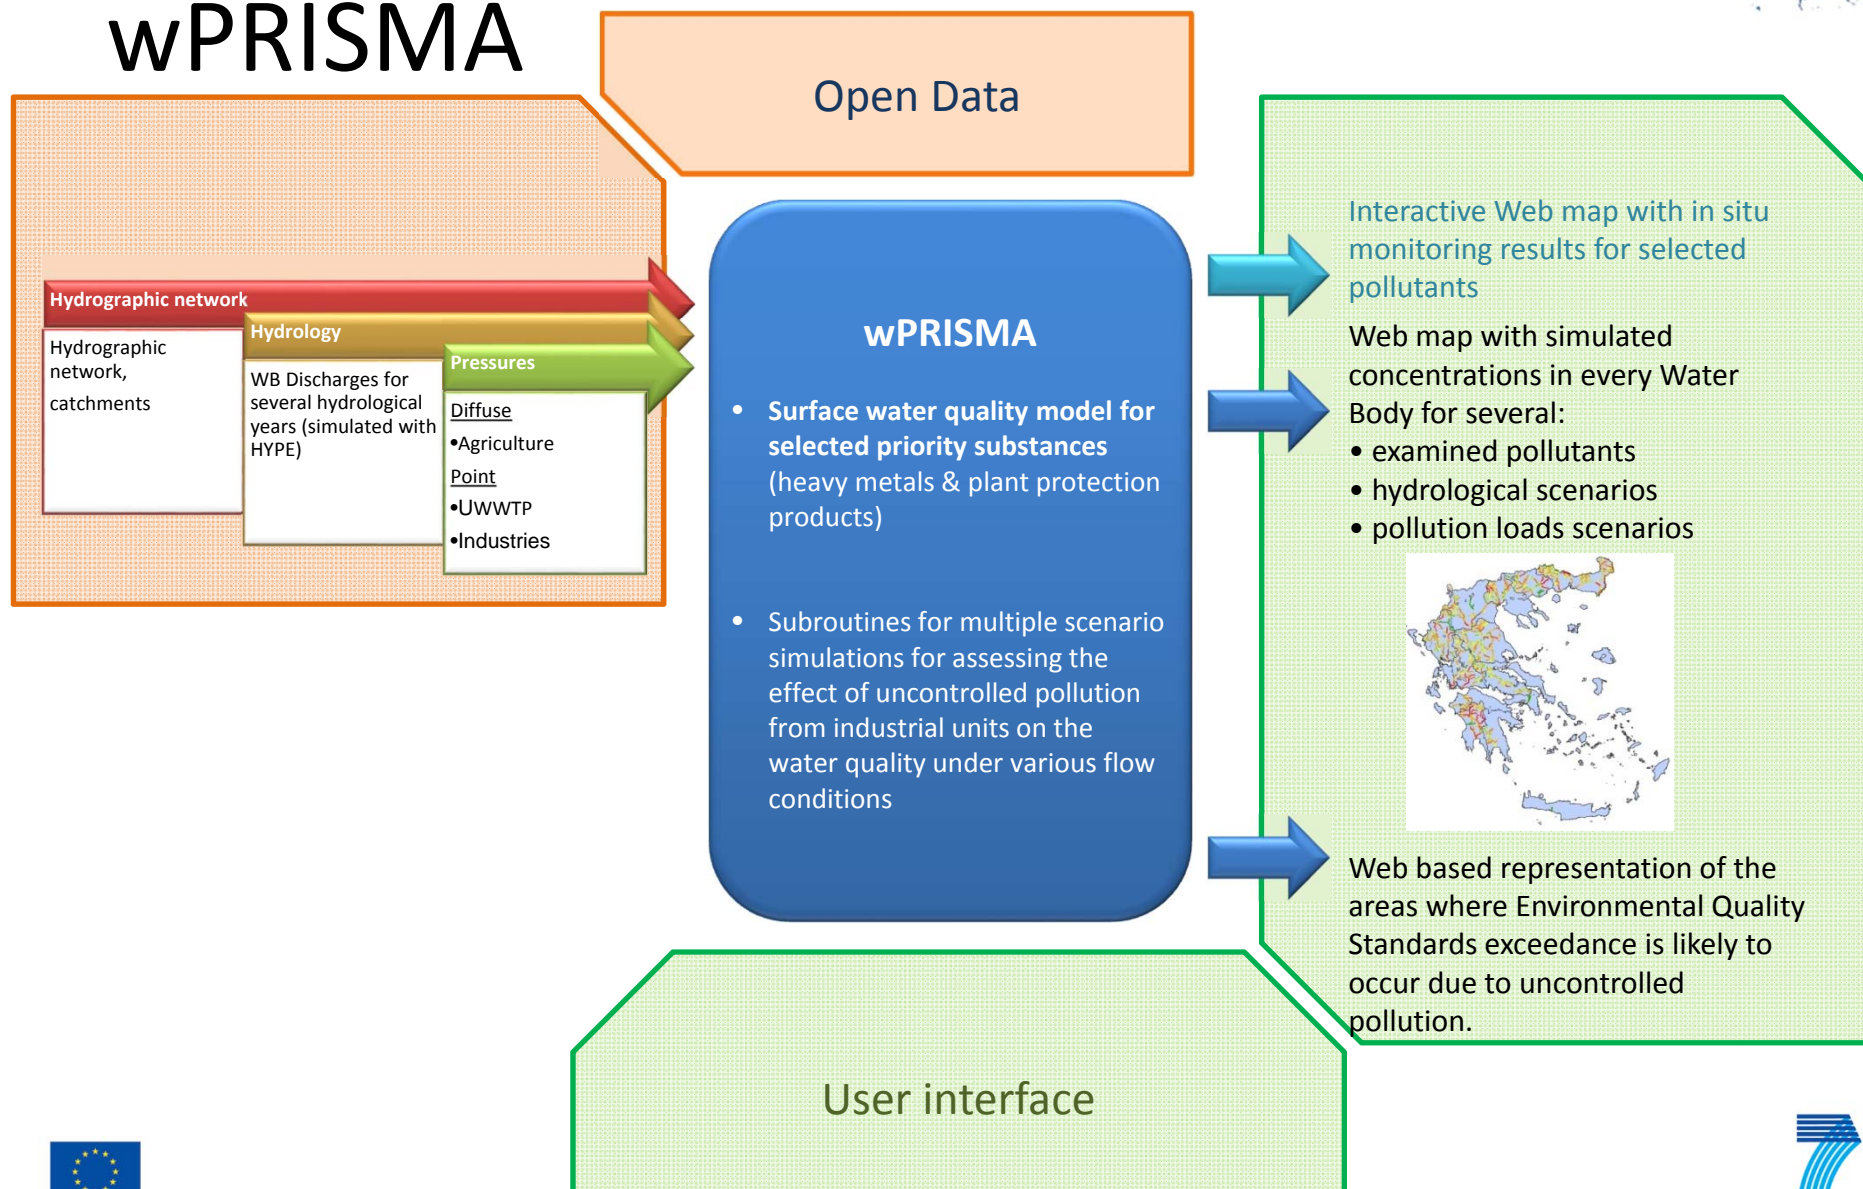 wPRISMA
Open Data
Hydrographic network
Hydrographic
network,
catchments
Hydrology
WB Discharges for
several hydrological
years (simulated with
HYPE)
Pressures
Diffuse
•Agriculture
Point
•UWWTP
•Industries
wPRISMA
• Surface water quality model for
selected priority substances
(heavy metals & plant protection
products)
• Subroutines for multiple scenario
simulations for assessing the
effect of uncontrolled pollution
from industrial units on the
water quality under various flow
conditions
Interactive Web map with in situ
monitoring results for selected
pollutants
Web map with simulated
concentrations in every Water
Body for several:
• examined pollutants
• hydrological scenarios
• pollution loads scenarios
Web based representation of the
areas where Environmental Quality
Standards exceedance is likely to
occur due to uncontrolled
pollution.
User interface
7